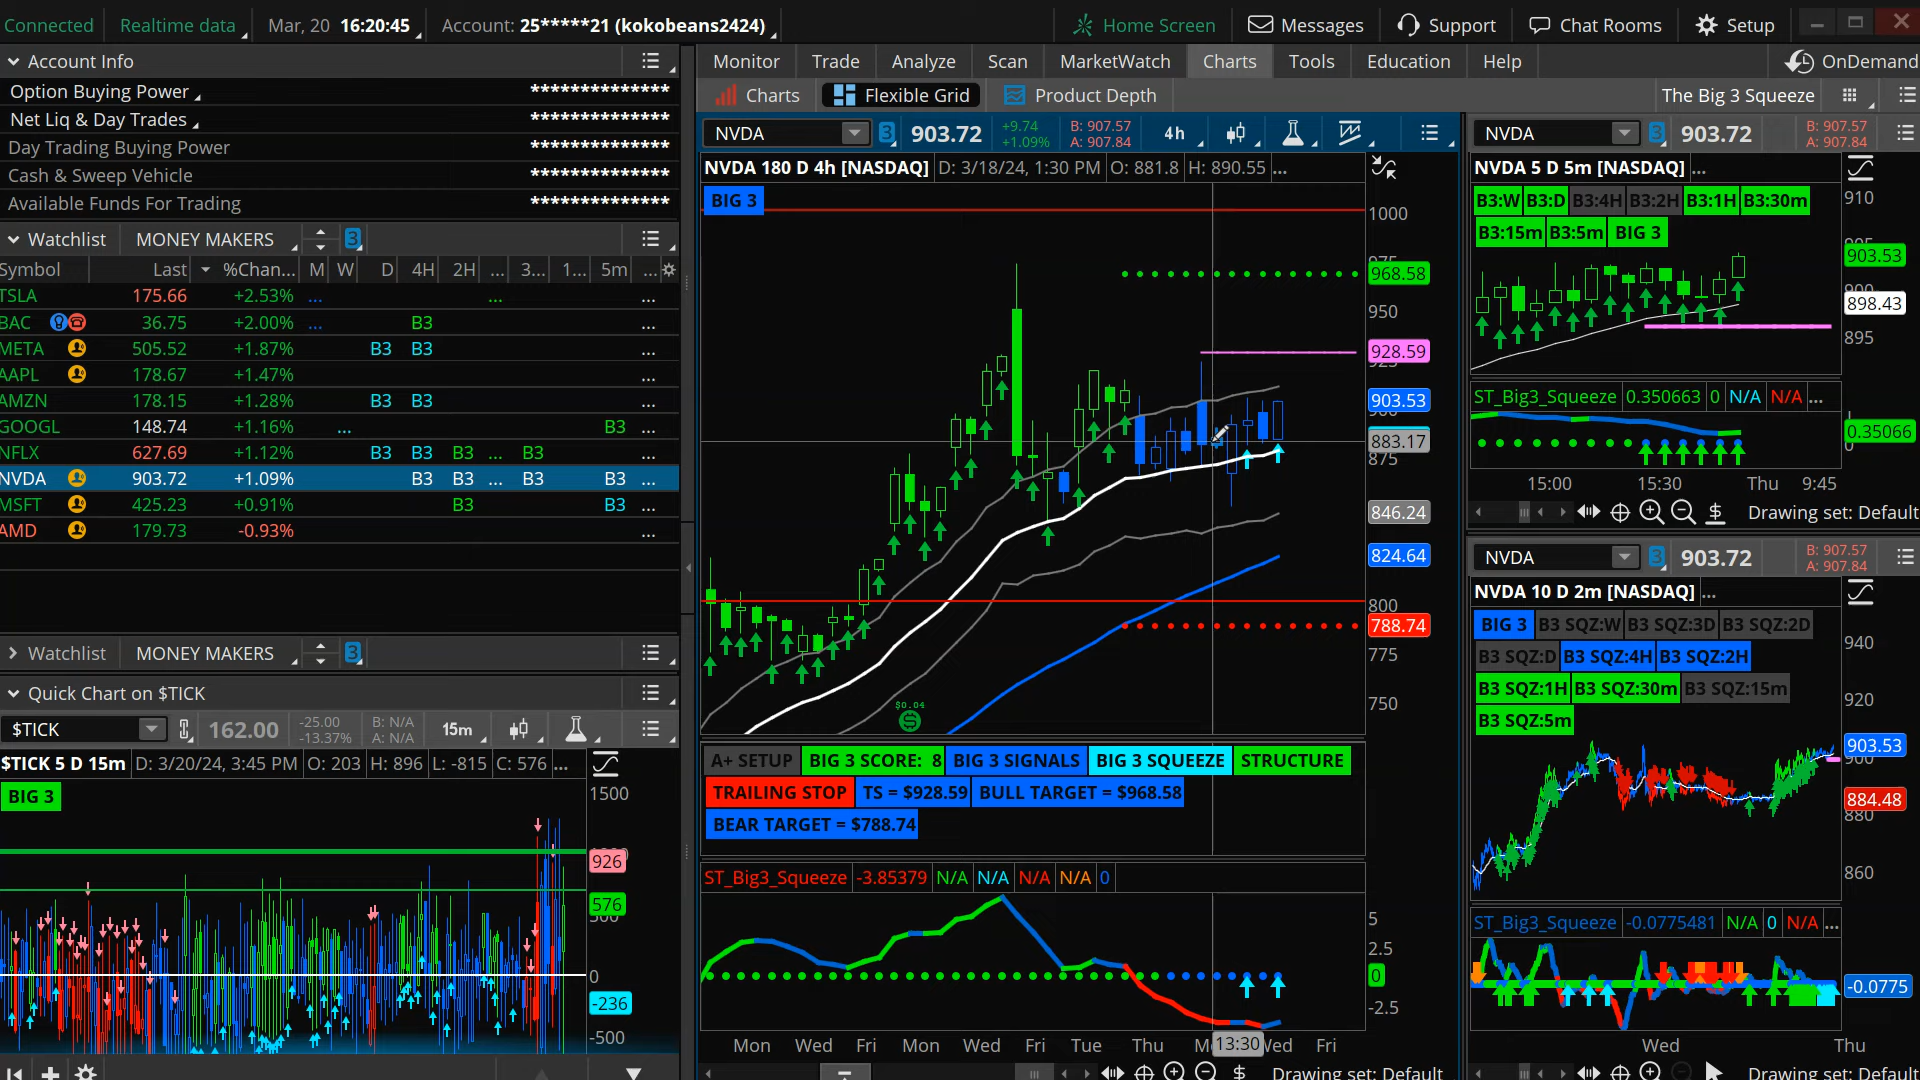 Connected Realtime data Mar, 20 16:20:45 Account: 25*****21 (kokobeans2424) Home Screen Messages Support Chat Rooms Setup
Account Info
Option Buying Power **************
Net Liq & Day Trades **************
Day Trading Buying Power **************
Cash & Sweep Vehicle **************
Available Funds For Trading **************
Watchlist MONEY MAKERS 3
Symbol Last %Chan... M W D 4H 2H ... 3... 1... 5m ...
TSLA 175.66 +2.53% ... ... ...
BAC 36.75 +2.00% ... B3 ...
META 505.52 +1.87% B3 B3 ...
AAPL 178.67 +1.47% ...
AMZN 178.15 +1.28% B3 B3 ...
GOOGL 148.74 +1.16% ... B3 ...
NFLX 627.69 +1.12% B3 B3 B3 ... B3 ...
NVDA 903.72 +1.09% B3 B3 ... B3 B3 ...
MSFT 425.23 +0.91% B3 B3 ...
AMD 179.73 -0.93% ...
Watchlist MONEY MAKERS 3
Quick Chart on $TICK
$TICK 162.00 -25.00 -13.37% B: N/A A: N/A 15m
$TICK 5 D 15m D: 3/20/24, 3:45 PM O: 203 H: 896 L: -815 C: 576 ...
BIG 3
1500
926
576
0
-236
-500
Monitor Trade Analyze Scan MarketWatch Charts Tools Education Help OnDemand
Charts Flexible Grid Product Depth The Big 3 Squeeze
NVDA 3 903.72 +9.74 +1.09% B: 907.57 A: 907.84 4h
NVDA 180 D 4h [NASDAQ] D: 3/18/24, 1:30 PM O: 881.8 H: 890.55 ...
BIG 3
1000
968.58
950
928.59
903.53
883.17
875
846.24
824.64
800
788.74
775
750
$0.04
$
A+ SETUP BIG 3 SCORE: 8 BIG 3 SIGNALS BIG 3 SQUEEZE STRUCTURE
TRAILING STOP TS = $928.59 BULL TARGET = $968.58
BEAR TARGET = $788.74
ST_Big3_Squeeze -3.85379 N/A N/A N/A N/A 0
5
2.5
0
-2.5
Mon Wed Fri Mon Wed Fri Tue Thu 13:30 Fri
Drawing set: Default
NVDA 3 903.72 B: 907.57 A: 907.84
NVDA 5 D 5m [NASDAQ] ...
B3:W B3:D B3:4H B3:2H B3:1H B3:30m
B3:15m B3:5m BIG 3
910
903.53
898.43
895
ST_Big3_Squeeze 0.350663 0 N/A N/A ...
0.35066
15:00 15:30 Thu 9:45
Drawing set: Default
NVDA 3 903.72 B: 907.57 A: 907.84
NVDA 10 D 2m [NASDAQ] ...
BIG 3 B3 SQZ:W B3 SQZ:3D B3 SQZ:2D
B3 SQZ:D B3 SQZ:4H B3 SQZ:2H
B3 SQZ:1H B3 SQZ:30m B3 SQZ:15m
B3 SQZ:5m
940
920
903.53
884.48
880
860
ST_Big3_Squeeze -0.0775481 N/A 0 N/A ...
-0.0775
Wed Thu
Drawing set: Default